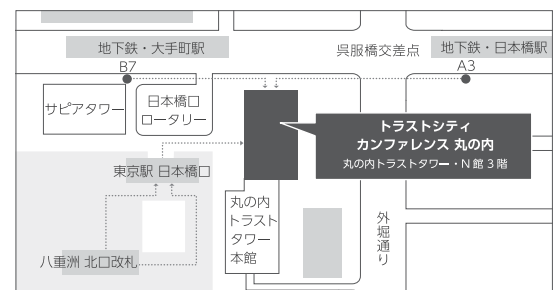 地下鉄・大手町駅
B7
呉服橋交差点
地下鉄・日本橋駅
A3
サピアタワー
日本橋口
ロータリー
トラストシティ
カンファレンス 丸の内
丸の内トラストタワー・N 館 3 階
東京駅 日本橋口
丸の内
トラスト
タワー
本館
外堀通り
八重洲 北口改札